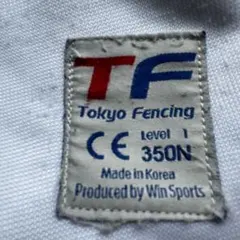 TF
Tokyo Fencing
CE Level 1
350N
Made in Korea
Produced by Win Sports